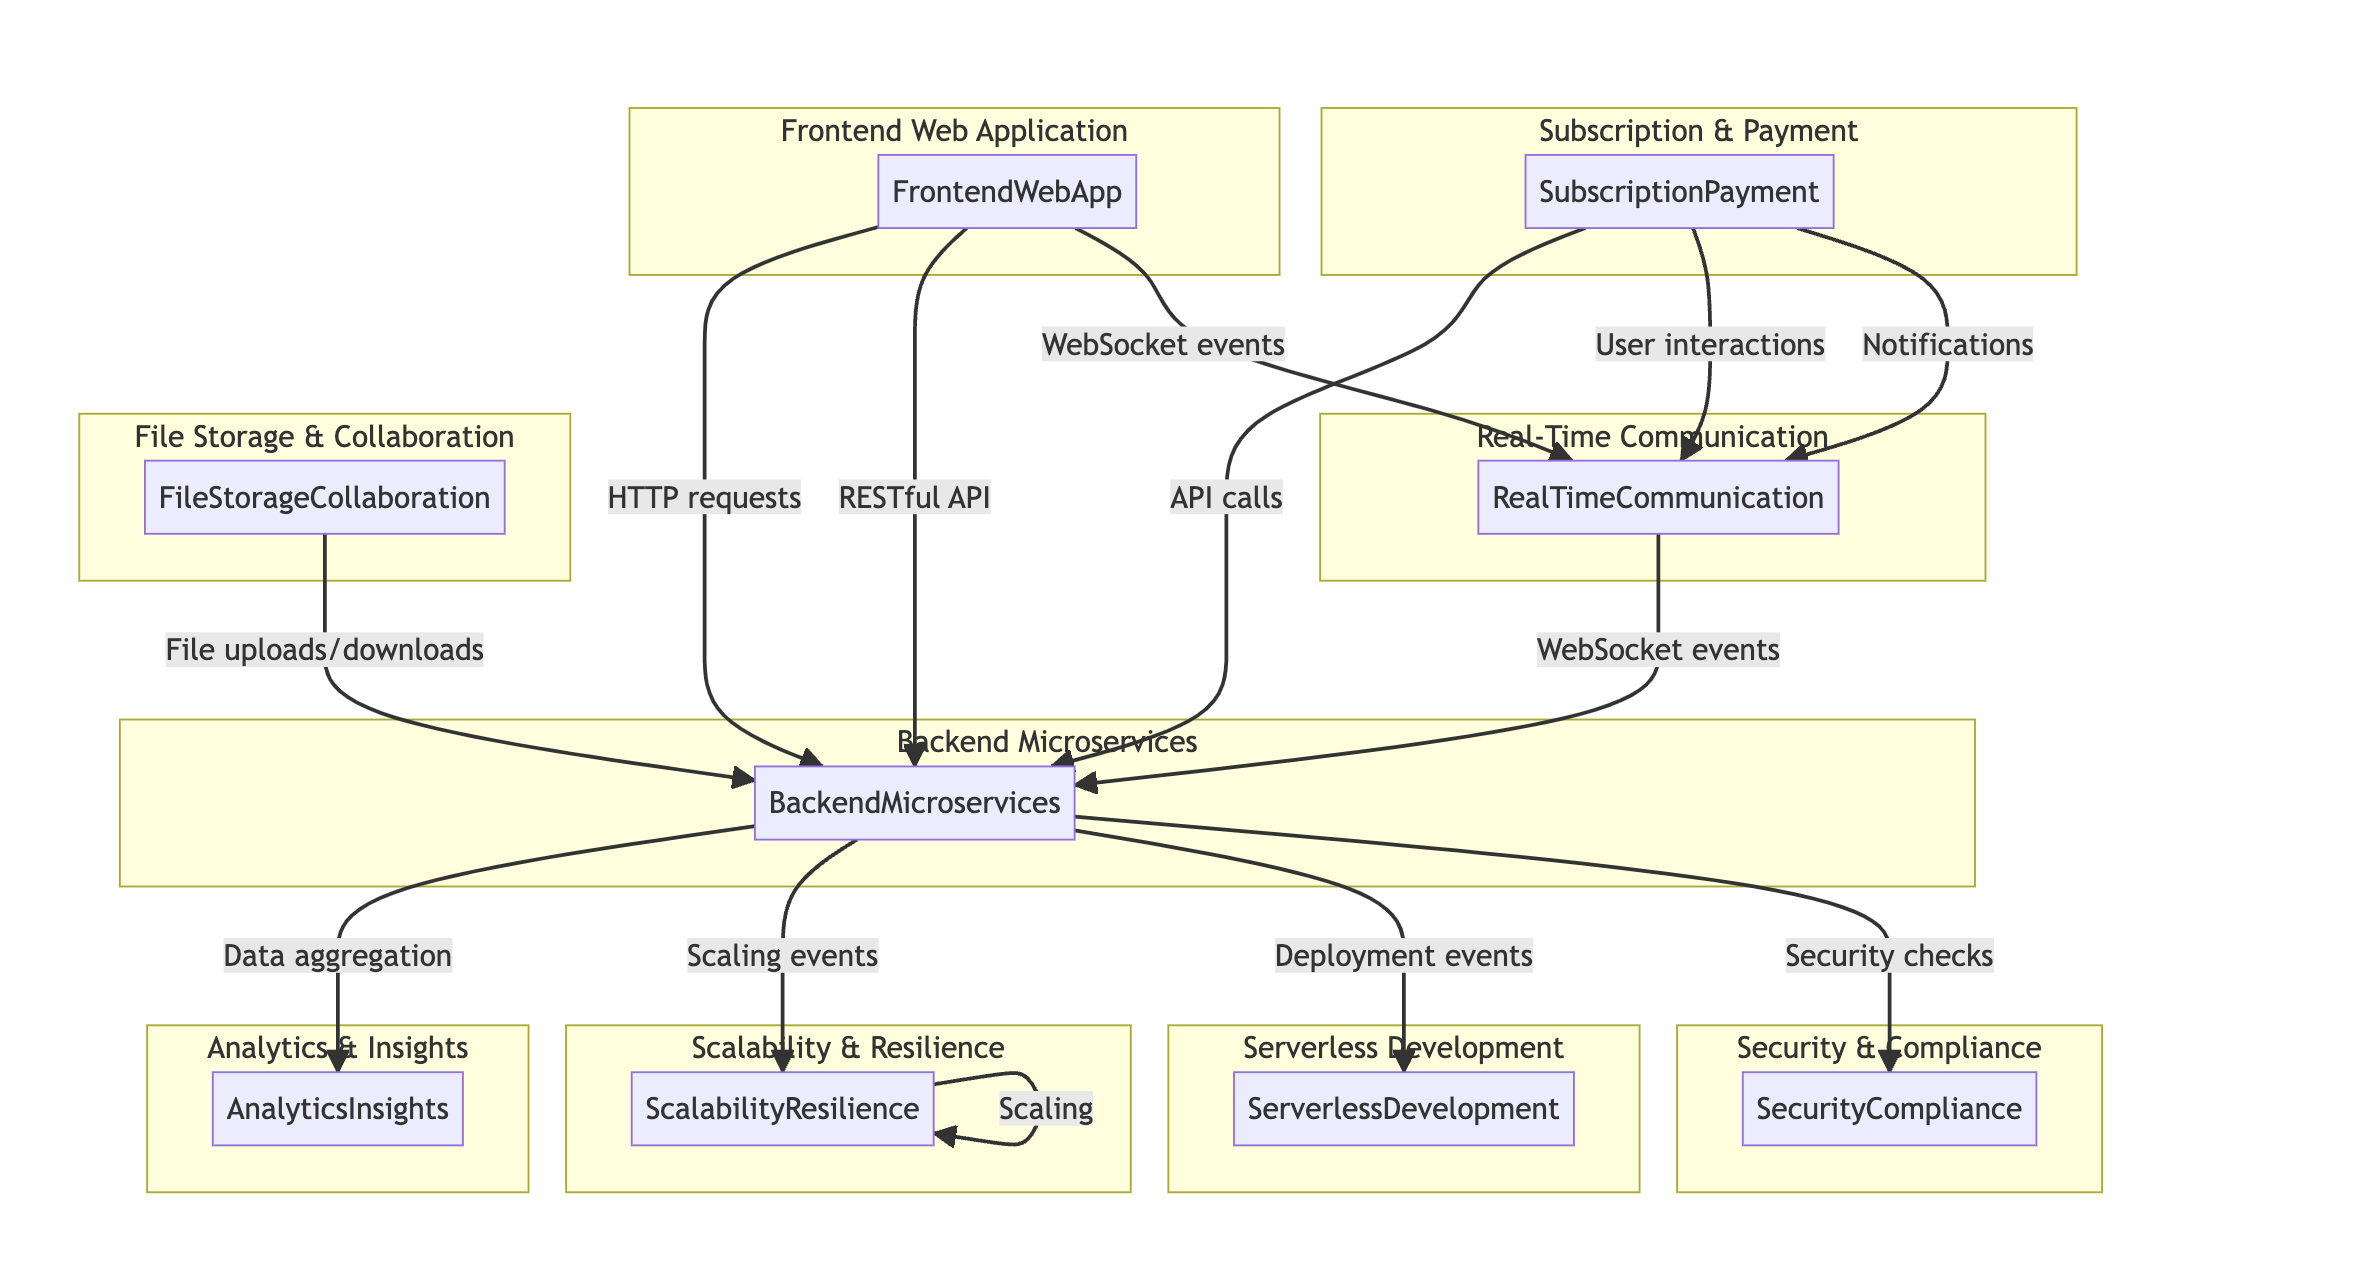 Frontend Web Application
FrontendWebApp
Subscription & Payment
SubscriptionPayment
WebSocket events
User interactions
Notifications
File Storage & Collaboration
FileStorageCollaboration
HTTP requests
RESTful API
API calls
Real-Time Communication
RealTimeCommunication
File uploads/downloads
WebSocket events
Backend Microservices
BackendMicroservices
Data aggregation
Scaling events
Deployment events
Security checks
Analytics & Insights
AnalyticsInsights
Scalability & Resilience
ScalabilityResilience
Scaling
Serverless Development
ServerlessDevelopment
Security & Compliance
SecurityCompliance